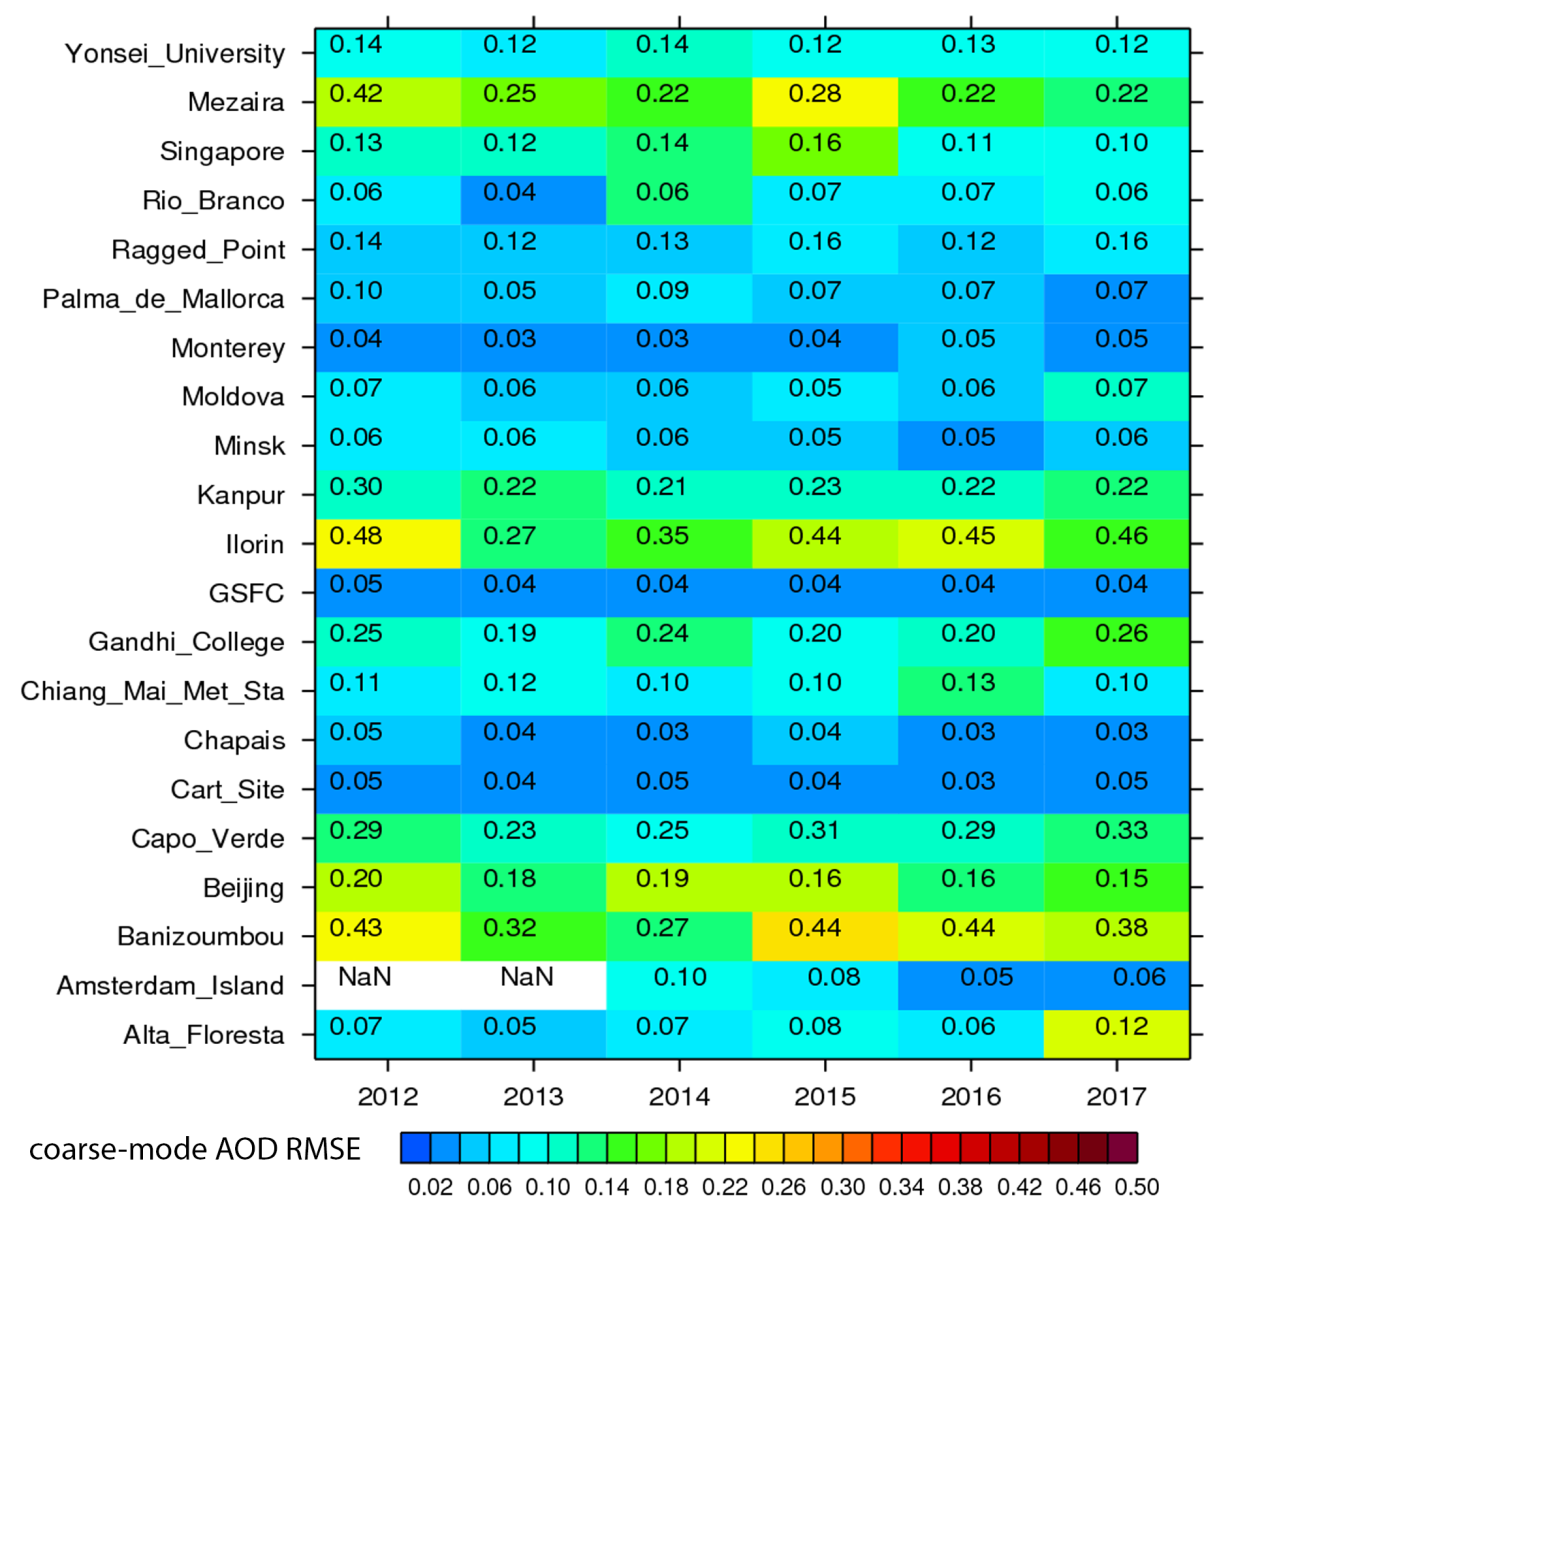 Yonsei_University 0.14 0.12 0.14 0.12 0.13 0.12
Mezaira 0.42 0.25 0.22 0.28 0.22 0.22
Singapore 0.13 0.12 0.14 0.16 0.11 0.10
Rio_Branco 0.06 0.04 0.06 0.07 0.07 0.06
Ragged_Point 0.14 0.12 0.13 0.16 0.12 0.16
Palma_de_Mallorca 0.10 0.05 0.09 0.07 0.07 0.07
Monterey 0.04 0.03 0.03 0.04 0.05 0.05
Moldova 0.07 0.06 0.06 0.05 0.06 0.07
Minsk 0.06 0.06 0.06 0.05 0.05 0.06
Kanpur 0.30 0.22 0.21 0.23 0.22 0.22
Ilorin 0.48 0.27 0.35 0.44 0.45 0.46
GSFC 0.05 0.04 0.04 0.04 0.04 0.04
Gandhi_College 0.25 0.19 0.24 0.20 0.20 0.26
Chiang_Mai_Met_Sta 0.11 0.12 0.10 0.10 0.13 0.10
Chapais 0.05 0.04 0.03 0.04 0.03 0.03
Cart_Site 0.05 0.04 0.05 0.04 0.03 0.05
Capo_Verde 0.29 0.23 0.25 0.31 0.29 0.33
Beijing 0.20 0.18 0.19 0.16 0.16 0.15
Banizoumbou 0.43 0.32 0.27 0.44 0.44 0.38
Amsterdam_Island NaN NaN 0.10 0.08 0.05 0.06
Alta_Floresta 0.07 0.05 0.07 0.08 0.06 0.12
2012 2013 2014 2015 2016 2017
coarse-mode AOD RMSE
0.02 0.06 0.10 0.14 0.18 0.22 0.26 0.30 0.34 0.38 0.42 0.46 0.50